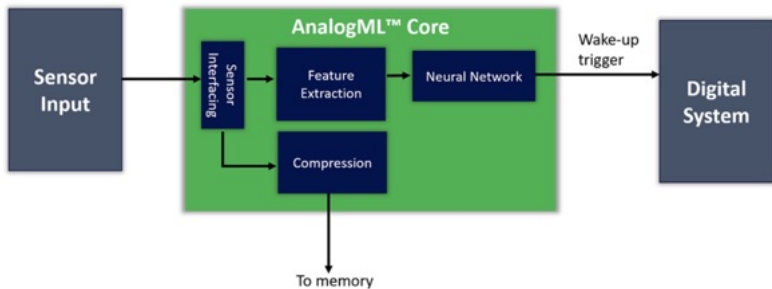 AnalogML™ Core
Sensor
Input
Sensor
Interfacing
Feature
Extraction
Neural Network
Wake-up
trigger
Digital
System
Compression
To memory